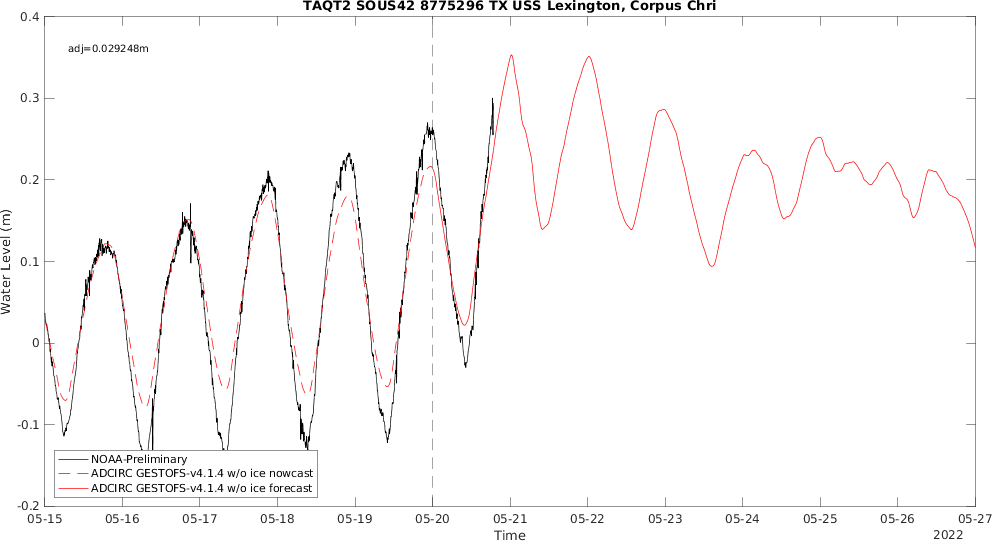 TAQT2 SOUS42 8775296 TX USS Lexington, Corpus Chri
adj=0.029248m
0.4
0.3
0.2
0.1
0
-0.1
-0.2
Water Level (m)
NOAA-Preliminary
ADCIRC GESTOFS-v4.1.4 w/o ice nowcast
ADCIRC GESTOFS-v4.1.4 w/o ice forecast
05-15 05-16 05-17 05-18 05-19 05-20 05-21 05-22 05-23 05-24 05-25 05-26 05-27
Time
2022